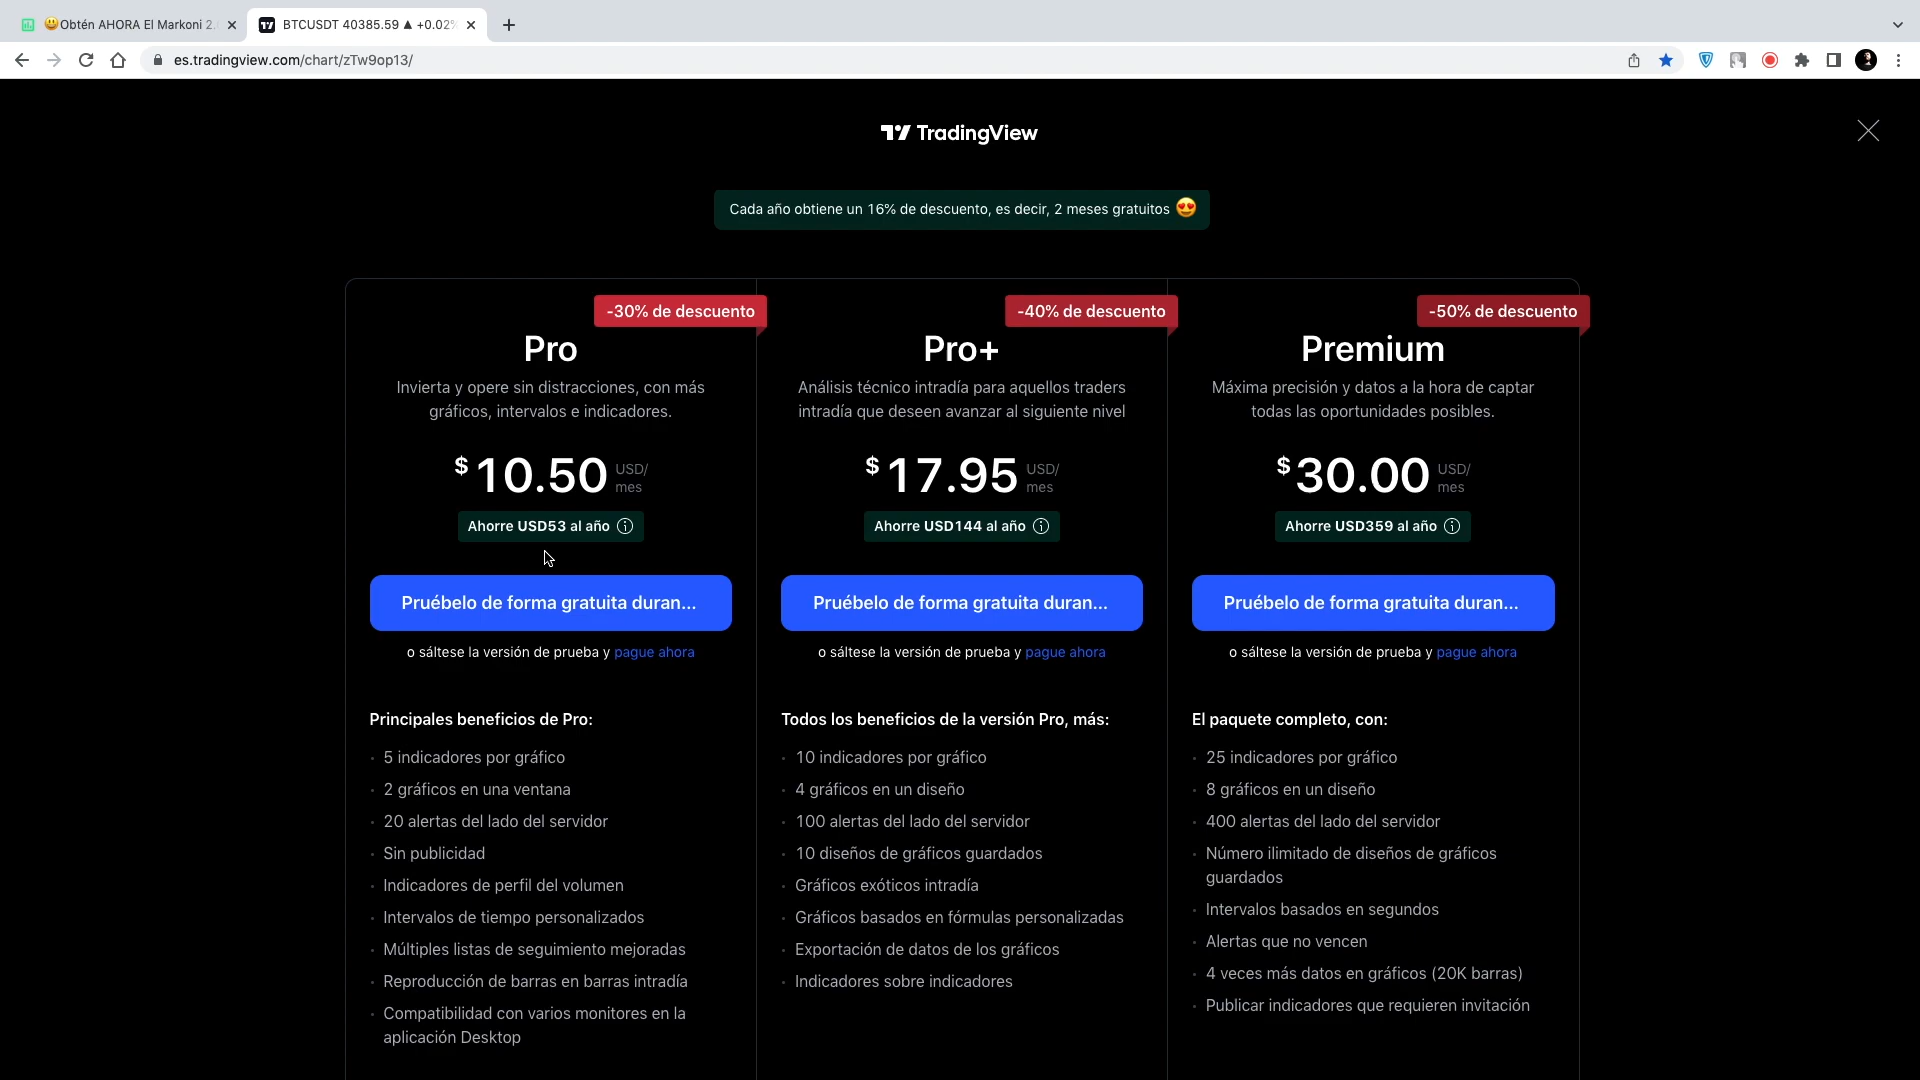 Obtén AHORA El Markoni 2.
BTCUSDT 40385.59 ▲ +0.02%
es.tradingview.com/chart/zTw9op13/
TradingView
Cada año obtiene un 16% de descuento, es decir, 2 meses gratuitos
-30% de descuento
Pro
Invierta y opere sin distracciones, con más
gráficos, intervalos e indicadores.
$10.50 USD/
mes
Ahorre USD53 al año
Pruébelo de forma gratuita duran...
o sáltese la versión de prueba y pague ahora
Principales beneficios de Pro:
· 5 indicadores por gráfico
· 2 gráficos en una ventana
· 20 alertas del lado del servidor
· Sin publicidad
· Indicadores de perfil del volumen
· Intervalos de tiempo personalizados
· Múltiples listas de seguimiento mejoradas
· Reproducción de barras en barras intradía
· Compatibilidad con varios monitores en la
aplicación Desktop
-40% de descuento
Pro+
Análisis técnico intradía para aquellos traders
intradía que deseen avanzar al siguiente nivel
$17.95 USD/
mes
Ahorre USD144 al año
Pruébelo de forma gratuita duran...
o sáltese la versión de prueba y pague ahora
Todos los beneficios de la versión Pro, más:
· 10 indicadores por gráfico
· 4 gráficos en un diseño
· 100 alertas del lado del servidor
· 10 diseños de gráficos guardados
· Gráficos exóticos intradía
· Gráficos basados en fórmulas personalizadas
· Exportación de datos de los gráficos
· Indicadores sobre indicadores
-50% de descuento
Premium
Máxima precisión y datos a la hora de captar
todas las oportunidades posibles.
$30.00 USD/
mes
Ahorre USD359 al año
Pruébelo de forma gratuita duran...
o sáltese la versión de prueba y pague ahora
El paquete completo, con:
· 25 indicadores por gráfico
· 8 gráficos en un diseño
· 400 alertas del lado del servidor
· Número ilimitado de diseños de gráficos
guardados
· Intervalos basados en segundos
· Alertas que no vencen
· 4 veces más datos en gráficos (20K barras)
· Publicar indicadores que requieren invitación